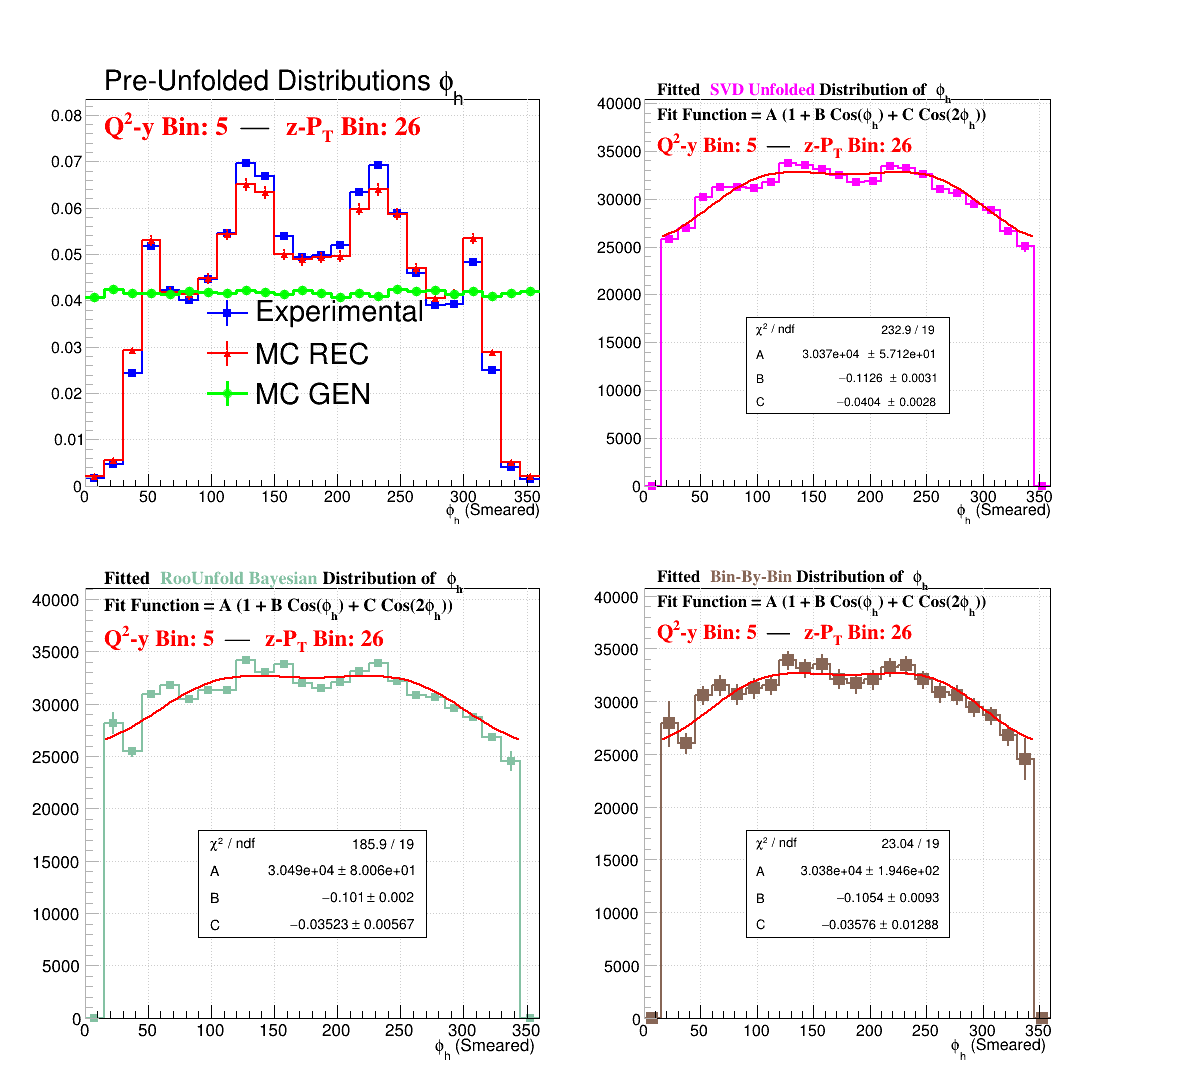 Pre-Unfolded Distributions ϕh
Q²-y Bin: 5 — z-PT Bin: 26
0.08
0.07
0.06
0.05
0.04
0.03
0.02
0.01
0
Experimental
MC REC
MC GEN
0 50 100 150 200 250 300 350
ϕh (Smeared)
Fitted SVD Unfolded Distribution of ϕh
Fit Function = A (1 + B Cos(ϕh) + C Cos(2ϕh))
Q²-y Bin: 5 — z-PT Bin: 26
40000
35000
30000
25000
20000
15000
10000
5000
0
χ² / ndf 232.9 / 19
A 3.037e+04 ± 5.712e+01
B −0.1126 ± 0.0031
C −0.0404 ± 0.0028
0 50 100 150 200 250 300 350
ϕh (Smeared)
Fitted RooUnfold Bayesian Distribution of ϕh
Fit Function = A (1 + B Cos(ϕh) + C Cos(2ϕh))
Q²-y Bin: 5 — z-PT Bin: 26
40000
35000
30000
25000
20000
15000
10000
5000
0
χ² / ndf 185.9 / 19
A 3.049e+04 ± 8.006e+01
B −0.101 ± 0.002
C −0.03523 ± 0.00567
0 50 100 150 200 250 300 350
ϕh (Smeared)
Fitted Bin-By-Bin Distribution of ϕh
Fit Function = A (1 + B Cos(ϕh) + C Cos(2ϕh))
Q²-y Bin: 5 — z-PT Bin: 26
40000
35000
30000
25000
20000
15000
10000
5000
0
χ² / ndf 23.04 / 19
A 3.038e+04 ± 1.946e+02
B −0.1054 ± 0.0093
C −0.03576 ± 0.01288
0 50 100 150 200 250 300 350
ϕh (Smeared)